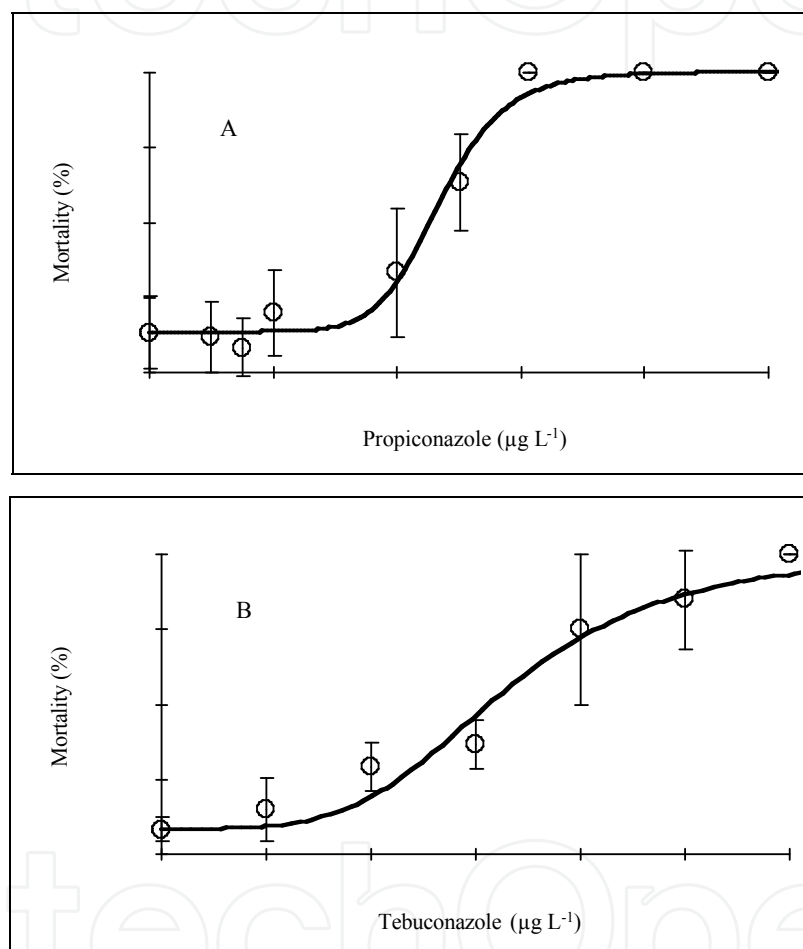 A
Mortality (%)
Propiconazole (µg L-1)
B
Mortality (%)
Tebuconazole (µg L-1)